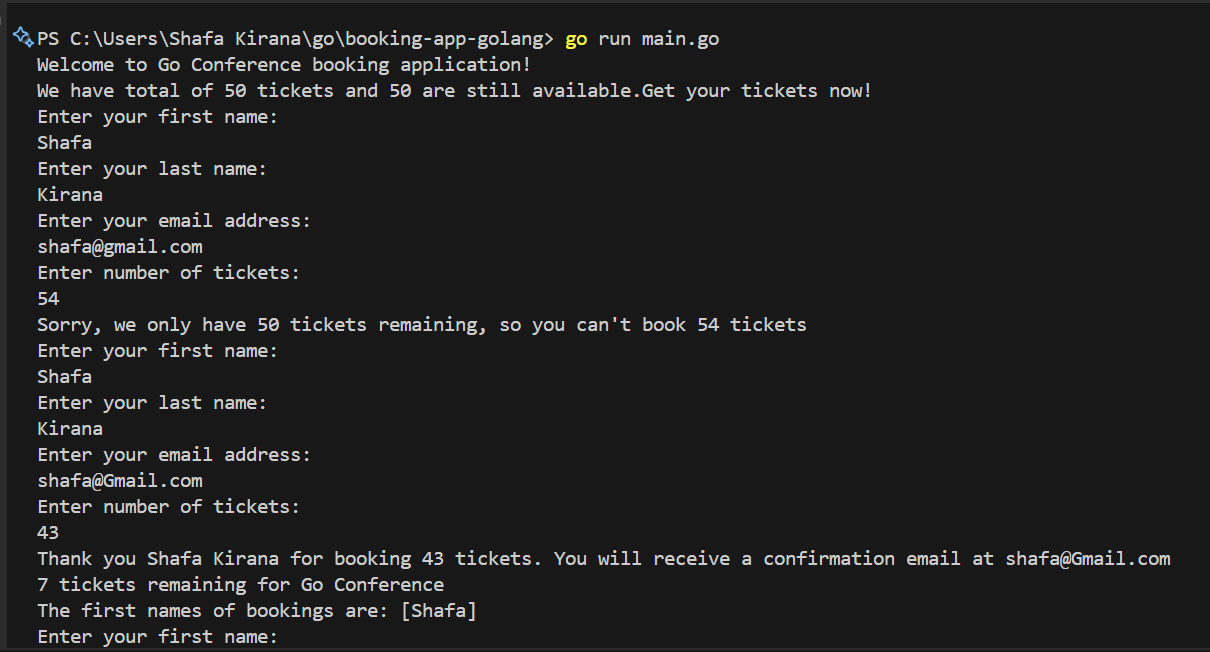 PS C:\Users\Shafa Kirana\go\booking-app-golang> go run main.go
Welcome to Go Conference booking application!
We have total of 50 tickets and 50 are still available.Get your tickets now!
Enter your first name:
Shafa
Enter your last name:
Kirana
Enter your email address:
shafa@gmail.com
Enter number of tickets:
54
Sorry, we only have 50 tickets remaining, so you can't book 54 tickets
Enter your first name:
Shafa
Enter your last name:
Kirana
Enter your email address:
shafa@Gmail.com
Enter number of tickets:
43
Thank you Shafa Kirana for booking 43 tickets. You will receive a confirmation email at shafa@Gmail.com
7 tickets remaining for Go Conference
The first names of bookings are: [Shafa]
Enter your first name: